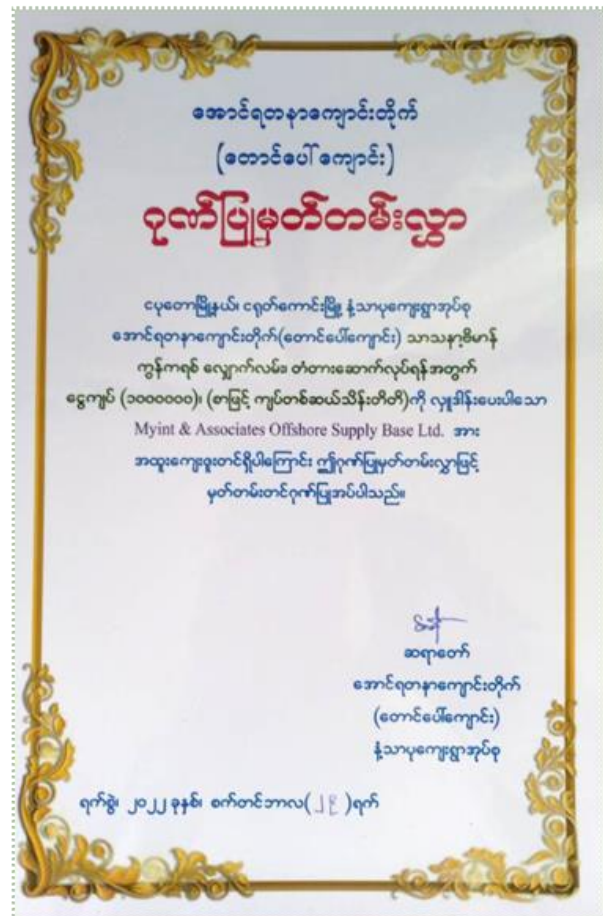 အောင်ရတနာကျောင်းတိုက်
(တောင်ပေါ်ကျောင်း)
ဂုဏ်ပြုမှတ်တမ်းလွှာ
ငပုတောမြို့နယ်၊ ငရုတ်ကောင်းမြို့၊ နံ့သာပုကျေးရွာအုပ်စု
အောင်ရတနာကျောင်းတိုက်(တောင်ပေါ်ကျောင်း) သာသနာ့ဗိမာန်
ကွန်ကရစ် လျှောက်လမ်း တံတားဆောက်လုပ်ရန်အတွက်
ငွေကျပ် (၁၀၀၀၀၀၀)၊ (စာဖြင့် ကျပ်တစ်ဆယ်သိန်းတိတိ)ကို လှူဒါန်းပေးပါသော
Myint & Associates Offshore Supply Base Ltd. အား
အထူးကျေးဇူးတင်ရှိပါကြောင်း ဤဂုဏ်ပြုမှတ်တမ်းလွှာဖြင့်
မှတ်တမ်းတင်ဂုဏ်ပြုအပ်ပါသည်။
ဆရာတော်
အောင်ရတနာကျောင်းတိုက်
(တောင်ပေါ်ကျောင်း)
နံ့သာပုကျေးရွာအုပ်စု
ရက်စွဲ၊ ၂၀၂၂ ခုနှစ်၊ စက်တင်ဘာလ( ၂၉ )ရက်